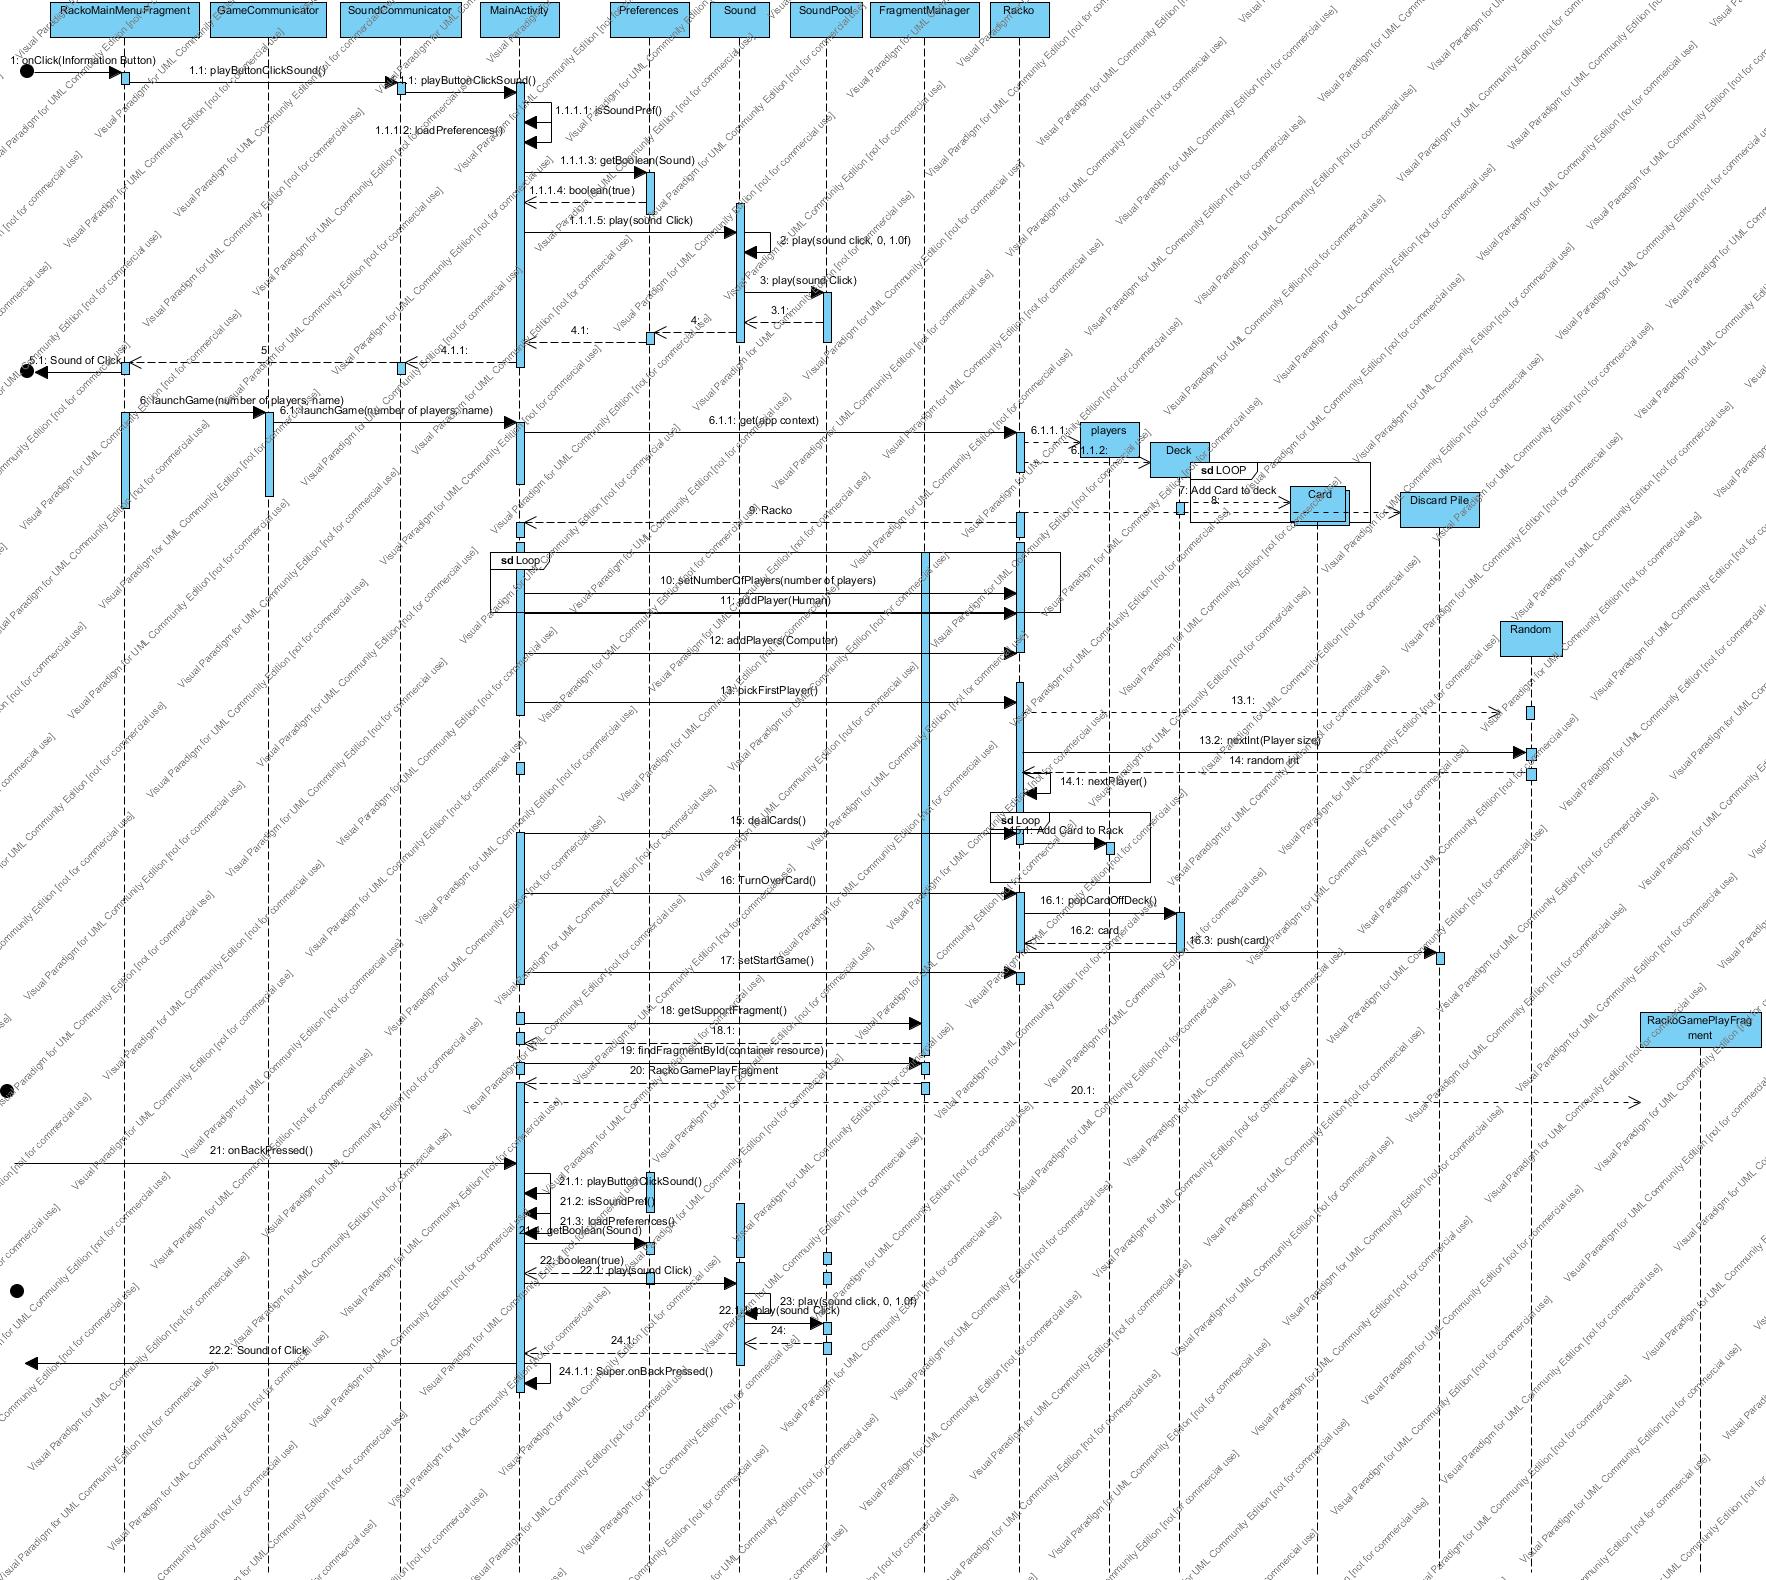 RackoMainMenuFragment
GameCommunicator
SoundCommunicator
MainActivity
Preferences
Sound
SoundPool
FragmentManager
Racko
1: onClick(Information Button)
1.1: playButtonClickSound()
1.1: playButtonClickSound()
1.1.1.1: isSoundPref()
1.1.1.2: loadPreferences()
1.1.1.3: getBoolean(Sound)
1.1.1.4: boolean(true)
1.1.1.5: play(sound Click)
2: play(sound click, 0, 1.0f)
3: play(sound Click)
3.1:
4:
4.1:
4.1.1:
5:
5.1: Sound of Click
6: launchGame(number of players, name)
6.1: launchGame(number of players, name)
6.1.1: get(app context)
6.1.1.1:
players
6.1.1.2:
Deck
sd LOOP
7: Add Card to deck
8:
Card
Discard Pile
9: Racko
sd Loop
10: setNumberOfPlayers(number of players)
11: addPlayer(Human)
12: addPlayers(Computer)
Random
13: pickFirstPlayer()
13.1:
13.2: nextInt(Player size)
14: random int
14.1: nextPlayer()
sd Loop
15: dealCards()
15.1: Add Card to Rack
16: TurnOverCard()
16.1: popCardOffDeck()
16.2: card
16.3: push(card)
17: setStartGame()
18: getSupportFragment()
18.1:
19: findFragmentById(container resource)
20: RackoGamePlayFragment
RackoGamePlayFrag
ment
20.1:
21: onBackPressed()
21.1: playButtonClickSound()
21.2: isSoundPref()
21.3: loadPreferences()
21.4: getBoolean(Sound)
22: boolean(true)
22.1: play(sound Click)
23: play(sound click, 0, 1.0f)
22.1.1: play(sound Click)
24:
24.1:
22.2: Sound of Click
24.1.1: Super.onBackPressed()
Visual Paradigm for UML Community Edition [not for commercial use]